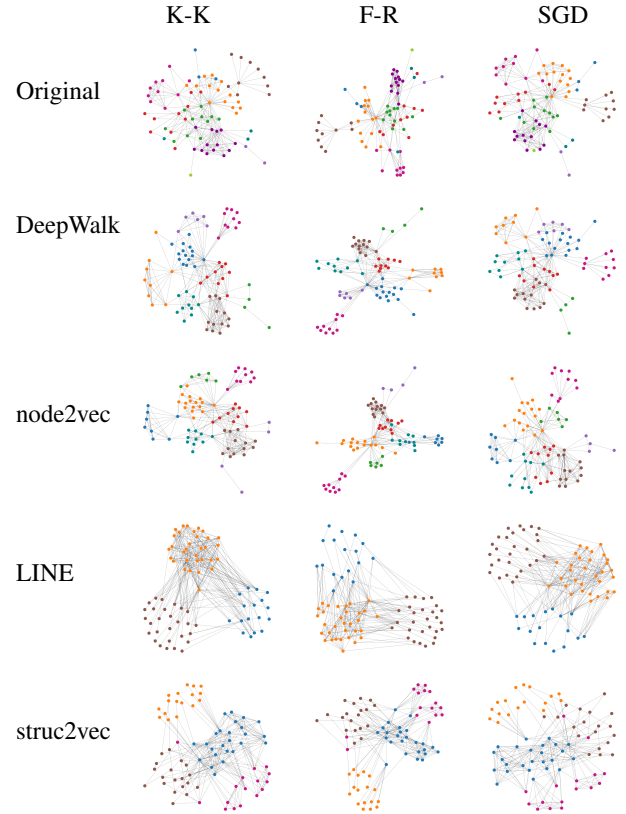 K-K F-R SGD
Original
DeepWalk
node2vec
LINE
struc2vec